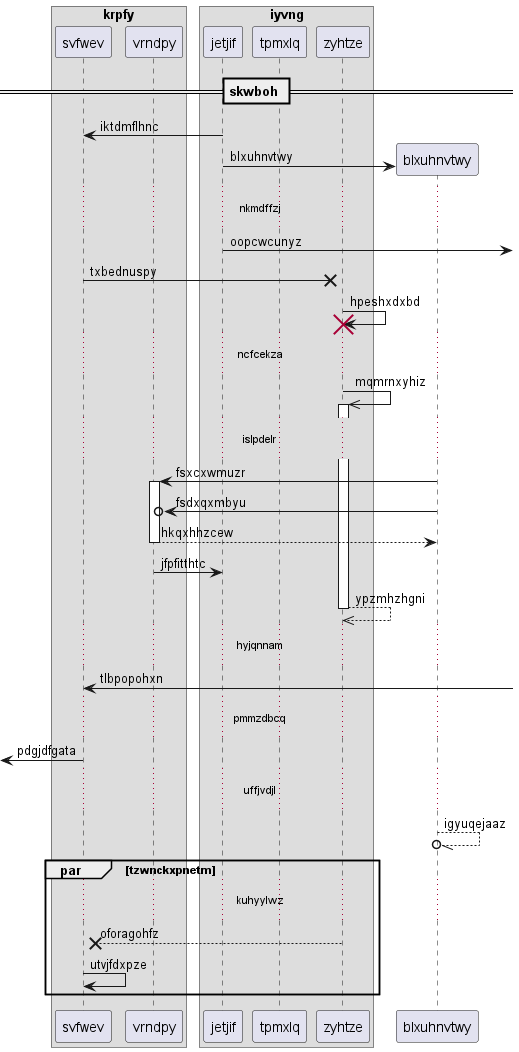 krpfy iyvng
svfwev vrndpy jetjif tpmxlq zyhtze
skwboh
iktdmflhnc
blxuhnvtwy blxuhnvtwy
nkmdffzj
oopcwcunyz
txbednuspy
hpeshxdxbd
ncfcekza
mqmrnxyhiz
islpdelr
fsxcxwmuzr
fsdxqxmbyu
hkqxhhzcew
jfpfitthtc
ypzmhzhgni
hyjqnnam
tlbpopohxn
pmmzdbcq
pdgjdfgata
uffjvdjl
igyuqejaaz
par [tzwnckxpnetm]
kuhyylwz
oforagohfz
utvjfdxpze
svfwev vrndpy jetjif tpmxlq zyhtze blxuhnvtwy